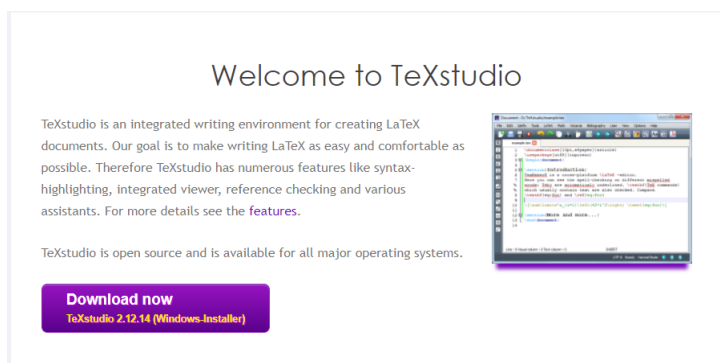 Welcome to TeXstudio
TeXstudio is an integrated writing environment for creating LaTeX
documents. Our goal is to make writing LaTeX as easy and comfortable as
possible. Therefore TeXstudio has numerous features like syntax-
highlighting, integrated viewer, reference checking and various
assistants. For more details see the features.
TeXstudio is open source and is available for all major operating systems.
Download now
TeXstudio 2.12.14 (Windows-Installer)